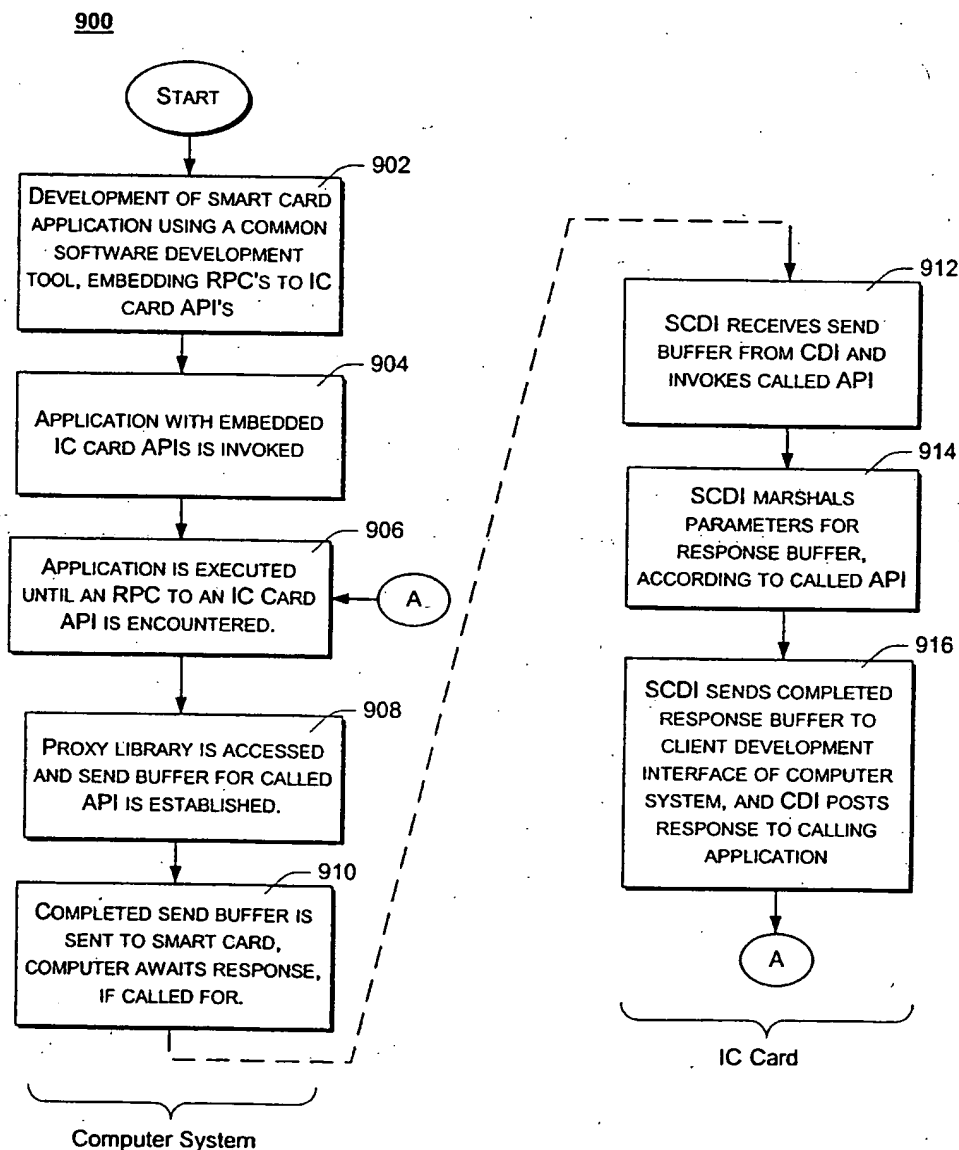 900
START
902
DEVELOPMENT OF SMART CARD
APPLICATION USING A COMMON
SOFTWARE DEVELOPMENT
TOOL, EMBEDDING RPC'S TO IC
CARD API'S
904
APPLICATION WITH EMBEDDED
IC CARD APIS IS INVOKED
906
APPLICATION IS EXECUTED
UNTIL AN RPC TO AN IC CARD
API IS ENCOUNTERED.
A
908
PROXY LIBRARY IS ACCESSED
AND SEND BUFFER FOR CALLED
API IS ESTABLISHED.
910
COMPLETED SEND BUFFER IS
SENT TO SMART CARD,
COMPUTER AWAITS RESPONSE,
IF CALLED FOR.
Computer System
912
SCDI RECEIVES SEND
BUFFER FROM CDI AND
INVOKES CALLED API
914
SCDI MARSHALS
PARAMETERS FOR
RESPONSE BUFFER,
ACCORDING TO CALLED API
916
SCDI SENDS COMPLETED
RESPONSE BUFFER TO
CLIENT DEVELOPMENT
INTERFACE OF COMPUTER
SYSTEM, AND CDI POSTS
RESPONSE TO CALLING
APPLICATION
A
IC Card